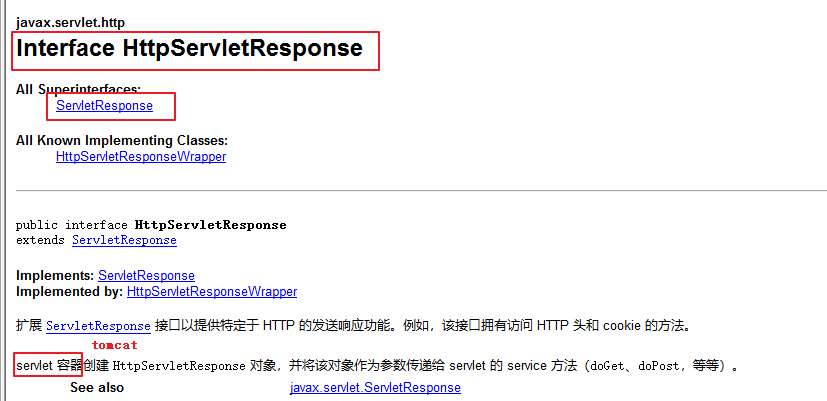 javax.servlet.http
Interface HttpServletResponse
All Superinterfaces:
ServletResponse
All Known Implementing Classes:
HttpServletResponseWrapper
public interface HttpServletResponse
extends ServletResponse
Implements: ServletResponse
Implemented by: HttpServletResponseWrapper
扩展 ServletResponse 接口以提供特定于 HTTP 的发送响应功能。例如，该接口拥有访问 HTTP 头和 cookie 的方法。
tomcat
servlet 容器创建 HttpServletResponse 对象，并将该对象作为参数传递给 servlet 的 service 方法（doGet、doPost，等等）。
See also javax.servlet.ServletResponse